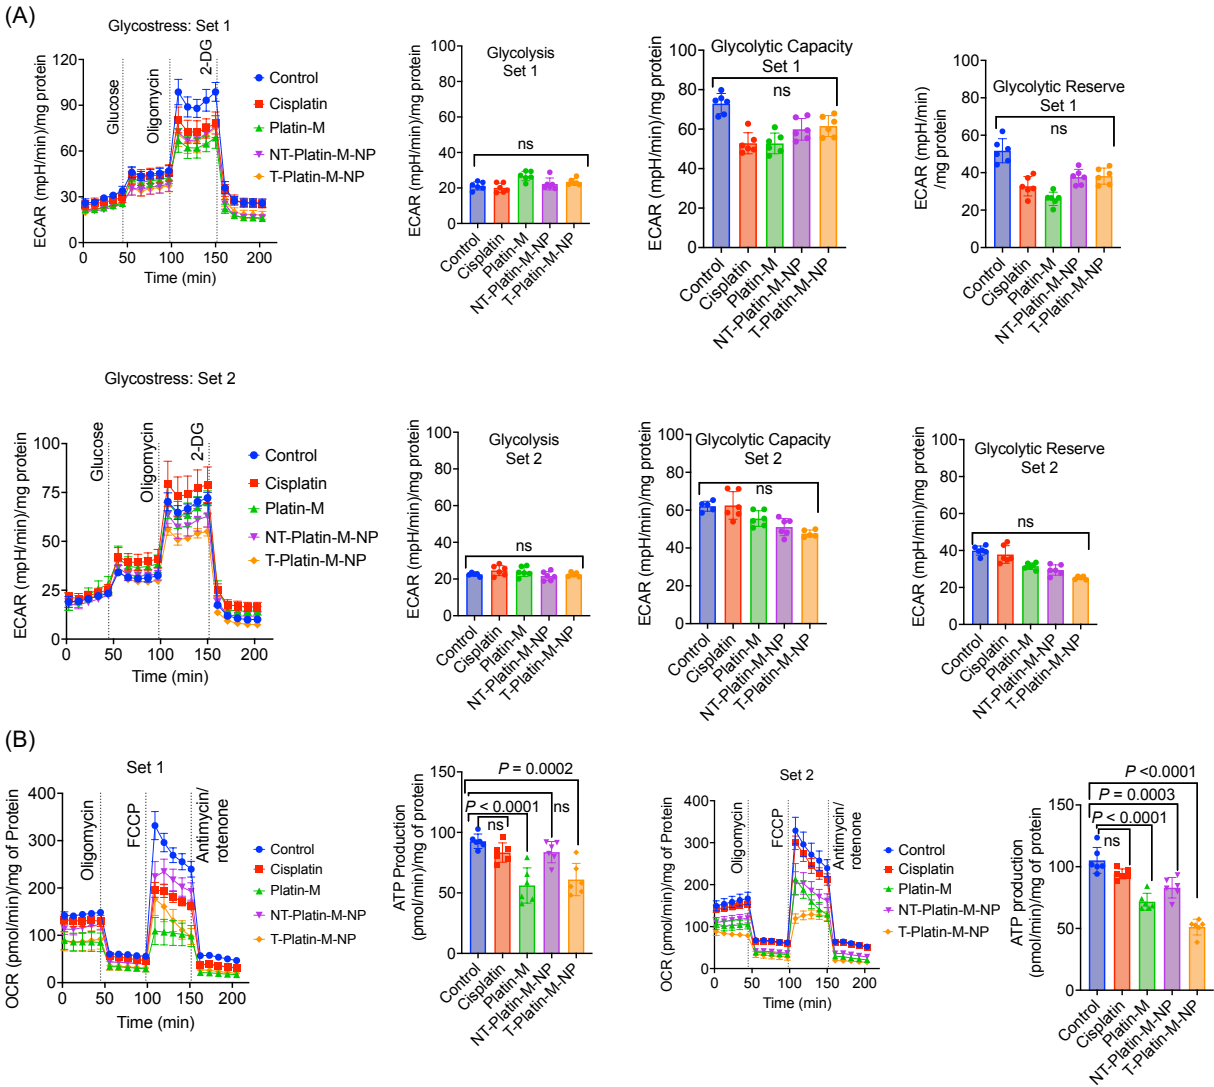 (A)
Glycostress: Set 1
ECAR (mpH/min)/mg protein
120
90
60
30
0
0 50 100 150 200
Time (min)
Glucose
Oligomycin
2-DG
Control
Cisplatin
Platin-M
NT-Platin-M-NP
T-Platin-M-NP
Glycolysis
Set 1
ECAR (mpH/min)/mg protein
100
80
60
40
20
0
ns
Control
Cisplatin
Platin-M
NT-Platin-M-NP
T-Platin-M-NP
Glycolytic Capacity
Set 1
ECAR (mpH/min)/mg protein
100
80
60
40
20
0
ns
Control
Cisplatin
Platin-M
NT-Platin-M-NP
T-Platin-M-NP
Glycolytic Reserve
Set 1
ECAR (mpH/min)
/mg protein
100
80
60
40
20
0
ns
Control
Cisplatin
Platin-M
NT-Platin-M-NP
T-Platin-M-NP
Glycostress: Set 2
ECAR (mpH/min)/mg protein
100
75
50
25
0
0 50 100 150 200
Time (min)
Glucose
Oligomycin
2-DG
Control
Cisplatin
Platin-M
NT-Platin-M-NP
T-Platin-M-NP
Glycolysis
Set 2
ECAR (mpH/min)/mg protein
100
80
60
40
20
0
ns
Control
Cisplatin
Platin-M
NT-Platin-M-NP
T-Platin-M-NP
Glycolytic Capacity
Set 2
ECAR (mpH/min)/mg protein
100
80
60
40
20
0
ns
Control
Cisplatin
Platin-M
NT-Platin-M-NP
T-Platin-M-NP
Glycolytic Reserve
Set 2
ECAR (mpH/min)/mg protein
100
80
60
40
20
0
ns
Control
Cisplatin
Platin-M
NT-Platin-M-NP
T-Platin-M-NP
(B)
Set 1
OCR (pmol/min)/mg of Protein
400
300
200
100
0
0 50 100 150 200
Time (min)
Oligomycin
FCCP
Antimycin/
rotenone
Control
Cisplatin
Platin-M
NT-Platin-M-NP
T-Platin-M-NP
ATP Production
(pmol/min)/mg of protein)
150
100
50
0
P = 0.0002
P < 0.0001
ns
ns
Control
Cisplatin
Platin-M
NT-Platin-M-NP
T-Platin-M-NP
Set 2
OCR (pmol/min)/mg of Protein
400
300
200
100
0
0 50 100 150 200
Time (min)
Oligomycin
FCCP
Antimycin/
rotenone
Control
Cisplatin
Platin-M
NT-Platin-M-NP
T-Platin-M-NP
ATP production
(pmol/min)/mg of protein)
150
100
50
0
P <0.0001
P = 0.0003
P < 0.0001
ns
Control
Cisplatin
Platin-M
NT-Platin-M-NP
T-Platin-M-NP